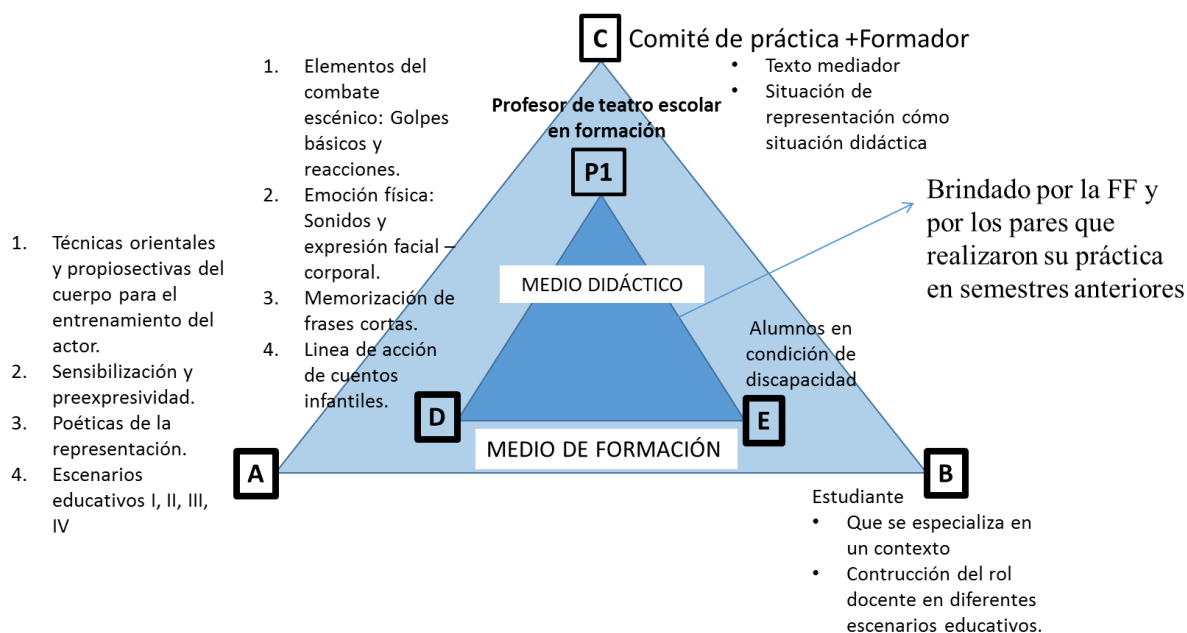 C Comité de práctica +Formador
• Texto mediador
• Situación de
representación cómo
situación didáctica
1. Elementos del
combate
escénico: Golpes
básicos y
reacciones.
2. Emoción física:
Sonidos y
expresión facial –
corporal.
3. Memorización de
frases cortas.
4. Linea de acción
de cuentos
infantiles.
Profesor de teatro escolar
en formación
P1
Brindado por la FF y
por los pares que
realizaron su práctica
en semestres anteriores
1. Técnicas orientales
y propiosectivas del
cuerpo para el
entrenamiento del
actor.
2. Sensibilización y
preexpresividad.
3. Poéticas de la
representación.
4. Escenarios
educativos I, II, III,
IV
MEDIO DIDÁCTICO
Alumnos en
condición de
discapacidad
D
E
MEDIO DE FORMACIÓN
A
B
Estudiante
• Que se especializa en
un contexto
• Contrucción del rol
docente en diferentes
escenarios educativos.